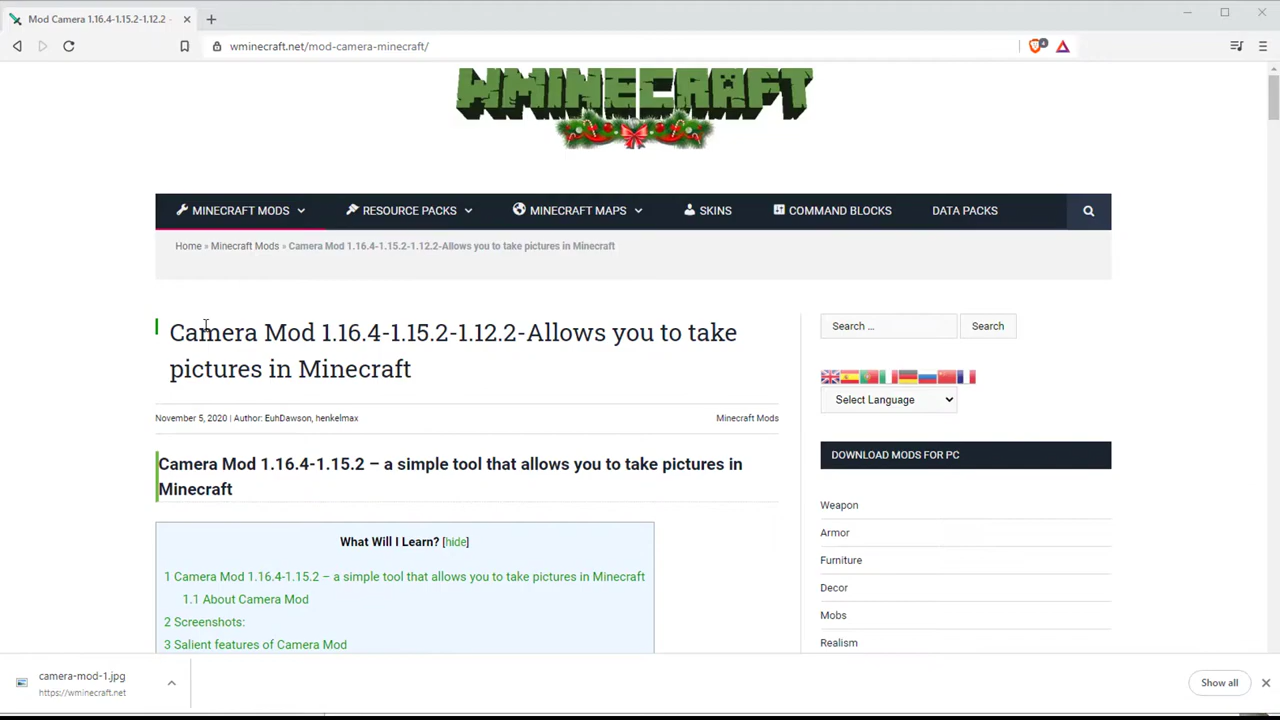 Mod Camera 1.16.4-1.15.2-1.12.2 -
wminecraft.net/mod-camera-minecraft/
4
WMINECRAFT
MINECRAFT MODS
RESOURCE PACKS
MINECRAFT MAPS
SKINS
COMMAND BLOCKS
DATA PACKS
Home » Minecraft Mods » Camera Mod 1.16.4-1.15.2-1.12.2-Allows you to take pictures in Minecraft
Camera Mod 1.16.4-1.15.2-1.12.2-Allows you to take
pictures in Minecraft
November 5, 2020 | Author: EuhDawson, henkelmax
Minecraft Mods
Camera Mod 1.16.4-1.15.2 – a simple tool that allows you to take pictures in
Minecraft
What Will I Learn? [hide]
1 Camera Mod 1.16.4-1.15.2 – a simple tool that allows you to take pictures in Minecraft
1.1 About Camera Mod
2 Screenshots:
3 Salient features of Camera Mod
Search …
Search
Select Language
DOWNLOAD MODS FOR PC
Weapon
Armor
Furniture
Decor
Mobs
Realism
camera-mod-1.jpg
https://wminecraft.net
Show all